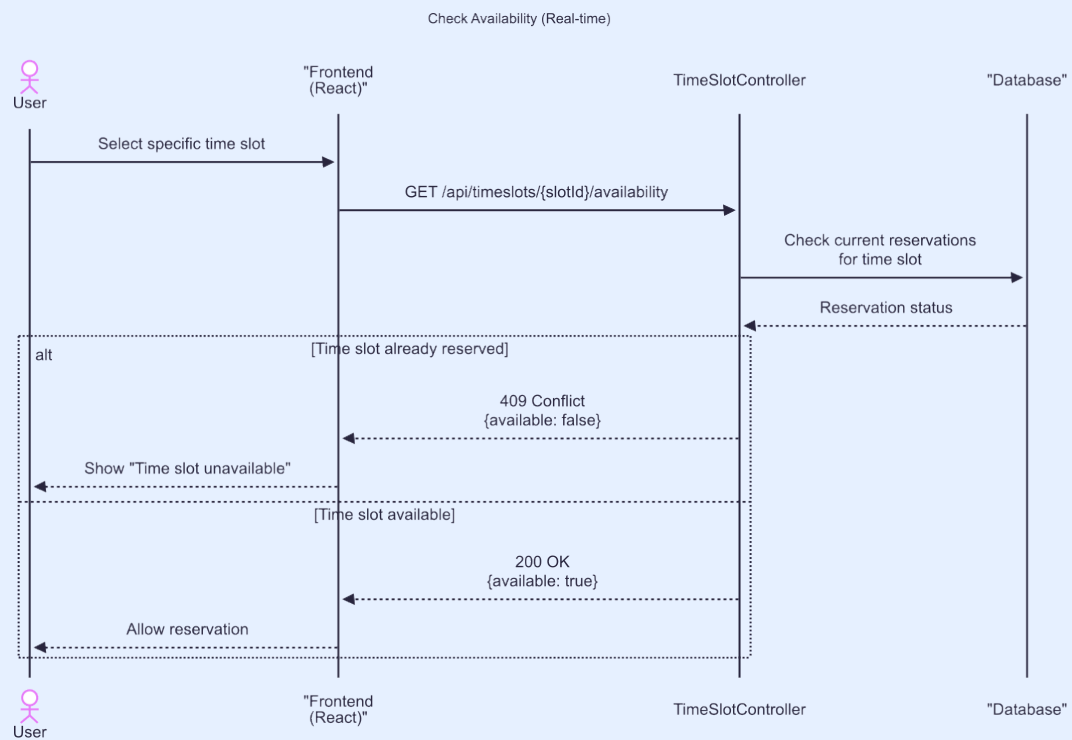 Check Availability (Real-time)
User
"Frontend
(React)"
TimeSlotController
"Database"
Select specific time slot
GET /api/timeslots/{slotId}/availability
Check current reservations
for time slot
Reservation status
alt
[Time slot already reserved]
409 Conflict
{available: false}
Show "Time slot unavailable"
[Time slot available]
200 OK
{available: true}
Allow reservation
User
"Frontend
(React)"
TimeSlotController
"Database"